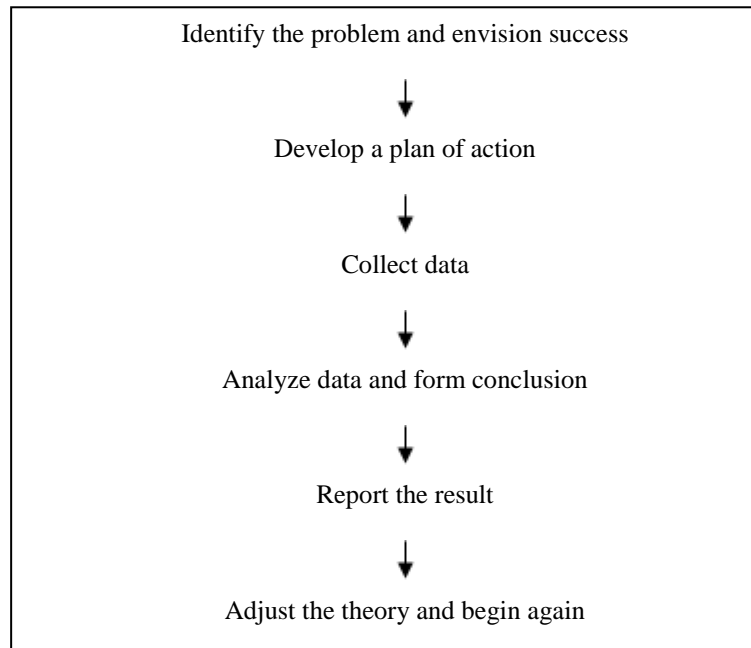 Identify the problem and envision success
Develop a plan of action
Collect data
Analyze data and form conclusion
Report the result
Adjust the theory and begin again